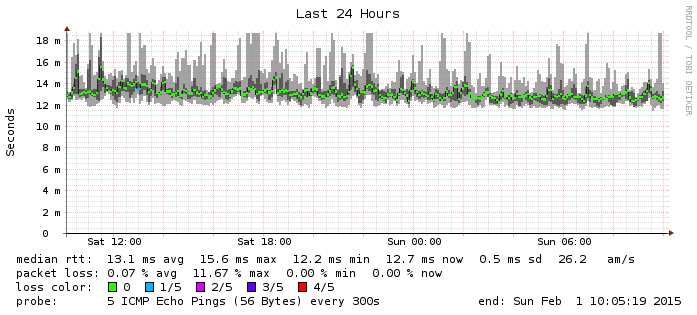 Last 24 Hours
RRDTOOL / TOBI OETIKER
Seconds
18 m
16 m
14 m
12 m
10 m
8 m
6 m
4 m
2 m
0
Sat 12:00 Sat 18:00 Sun 00:00 Sun 06:00
median rtt: 13.1 ms avg 15.6 ms max 12.2 ms min 12.7 ms now 0.5 ms sd 26.2 am/s
packet loss: 0.07 % avg 11.67 % max 0.00 % min 0.00 % now
loss color: 0 1/5 2/5 3/5 4/5
probe: 5 ICMP Echo Pings (56 Bytes) every 300s end: Sun Feb 1 10:05:19 2015